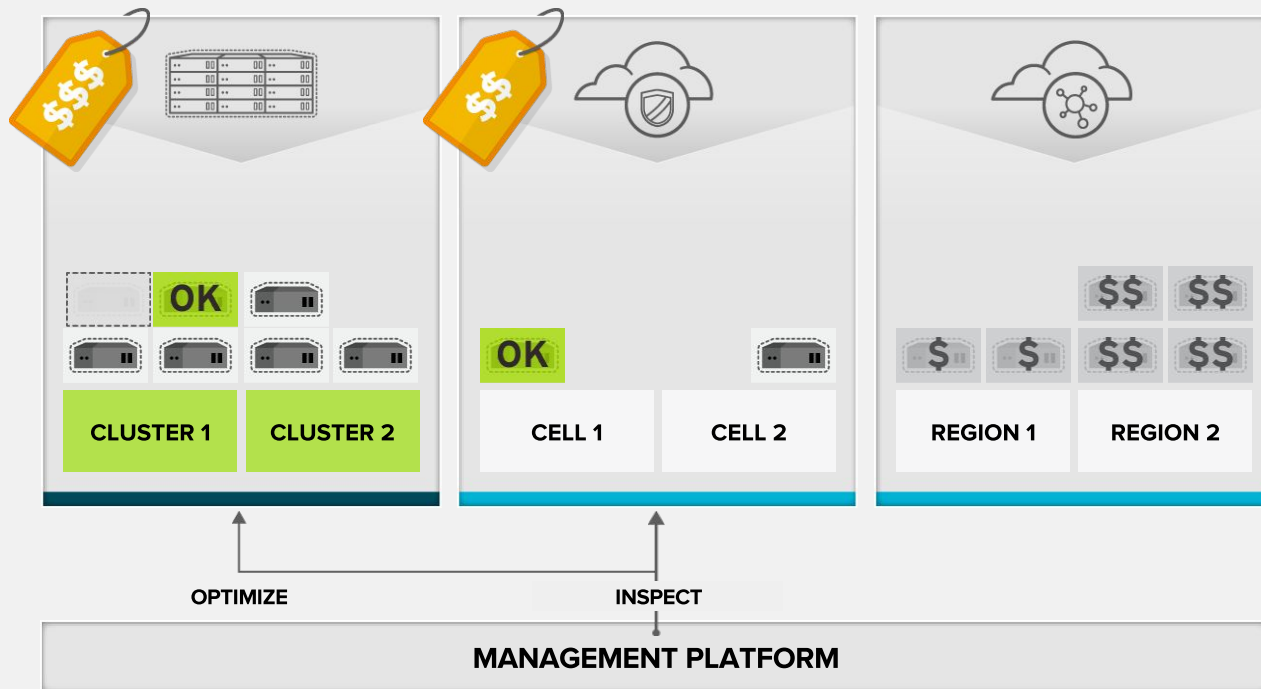 $$$
$$
OK
$$ $$
OK
$ $ $$ $$
CLUSTER 1 CLUSTER 2
CELL 1 CELL 2
REGION 1 REGION 2
OPTIMIZE
INSPECT
MANAGEMENT PLATFORM